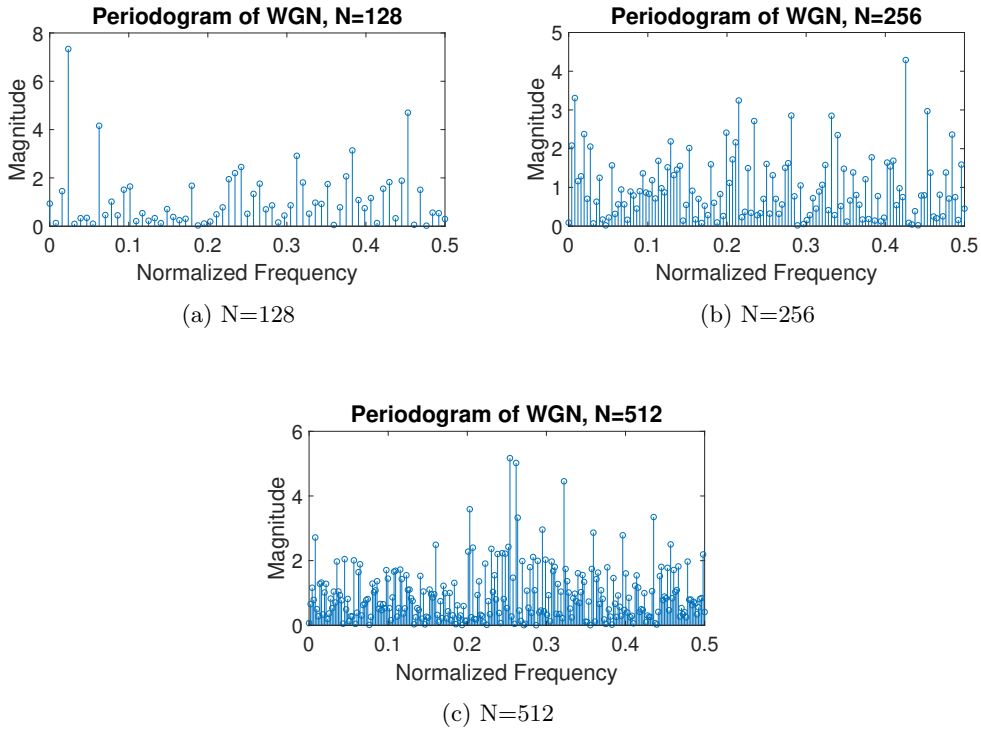 Periodogram of WGN, N=128
8
6
4
2
0
Magnitude
0 0.1 0.2 0.3 0.4 0.5
Normalized Frequency
(a) N=128
Periodogram of WGN, N=256
5
4
3
2
1
0
Magnitude
0 0.1 0.2 0.3 0.4 0.5
Normalized Frequency
(b) N=256
Periodogram of WGN, N=512
6
4
2
0
Magnitude
0 0.1 0.2 0.3 0.4 0.5
Normalized Frequency
(c) N=512